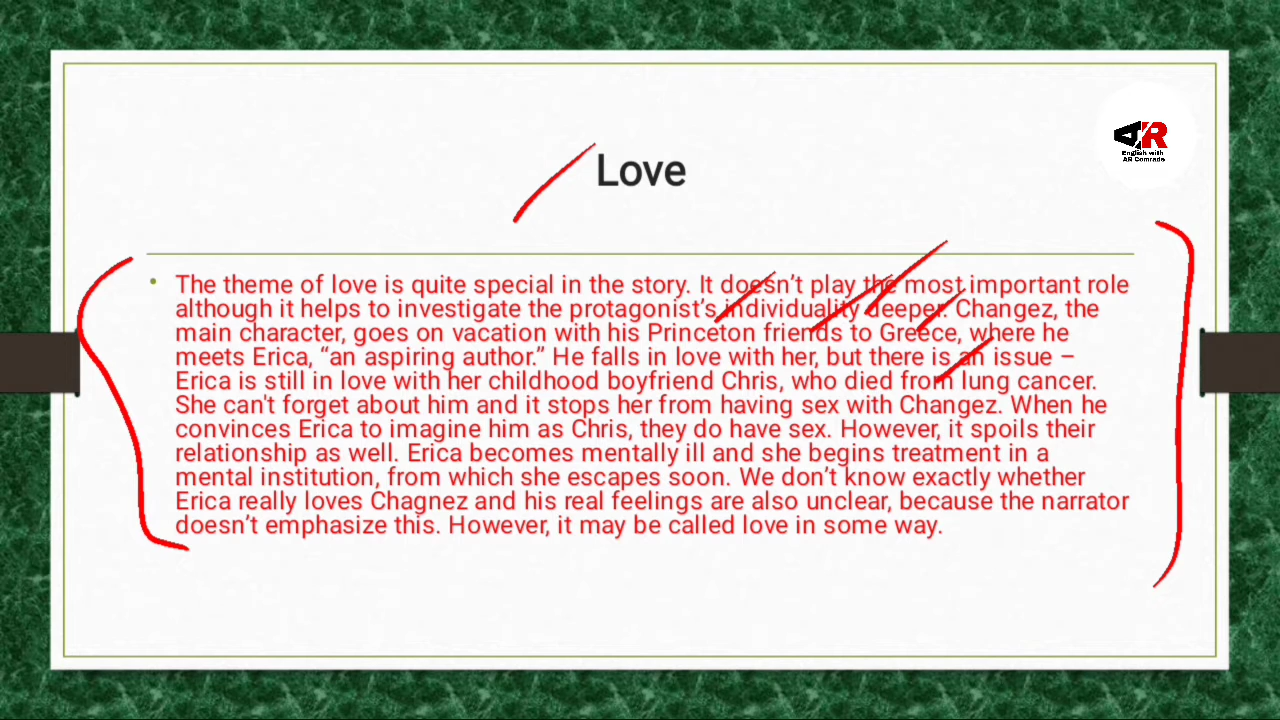 AR
English with
AR Comrade
Love
• The theme of love is quite special in the story. It doesn't play the most important role
although it helps to investigate the protagonist's individuality deeper. Changez, the
main character, goes on vacation with his Princeton friends to Greece, where he
meets Erica, “an aspiring author.” He falls in love with her, but there is an issue –
Erica is still in love with her childhood boyfriend Chris, who died from lung cancer.
She can't forget about him and it stops her from having sex with Changez. When he
convinces Erica to imagine him as Chris, they do have sex. However, it spoils their
relationship as well. Erica becomes mentally ill and she begins treatment in a
mental institution, from which she escapes soon. We don’t know exactly whether
Erica really loves Chagnez and his real feelings are also unclear, because the narrator
doesn’t emphasize this. However, it may be called love in some way.